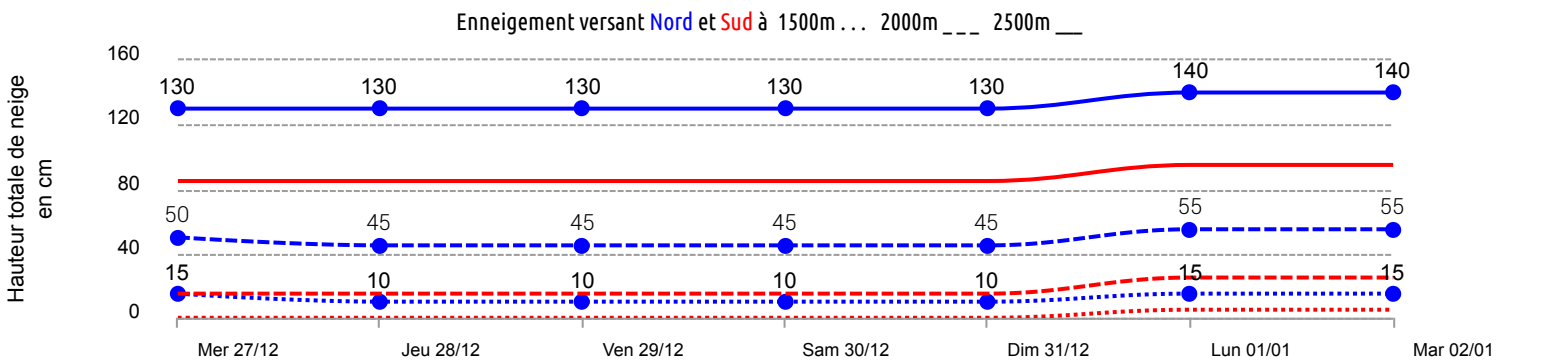 Enneigement versant Nord et Sud à 1500m . . . 2000m _ _ _ 2500m __
Hauteur totale de neige
en cm
160
120
80
40
0
130 130 130 130 130 140 140
50 45 45 45 45 55 55
15 10 10 10 10 15 15
Mer 27/12 Jeu 28/12 Ven 29/12 Sam 30/12 Dim 31/12 Lun 01/01 Mar 02/01